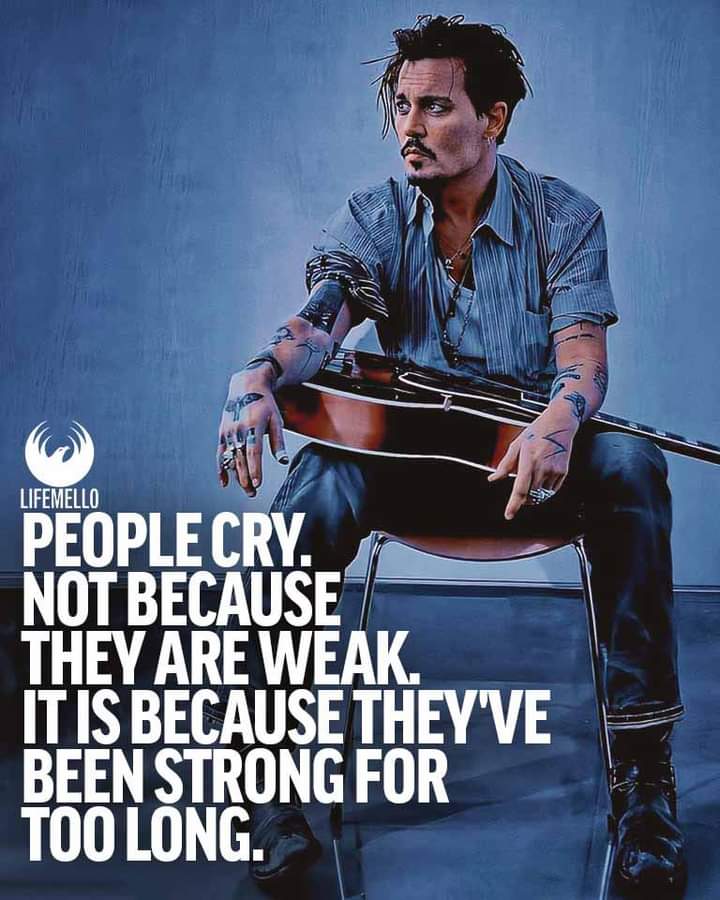 LIFEMELLO
PEOPLE CRY.
NOT BECAUSE
THEY ARE WEAK.
IT IS BECAUSE THEY'VE
BEEN STRONG FOR
TOO LONG.